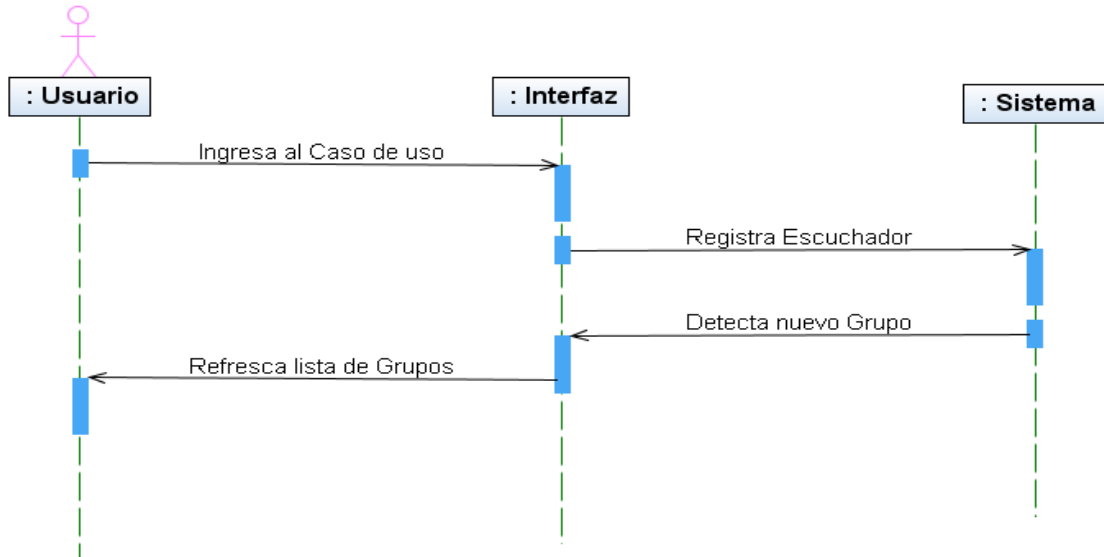 : Usuario
: Interfaz
: Sistema
Ingresa al Caso de uso
Registra Escuchador
Detecta nuevo Grupo
Refresca lista de Grupos